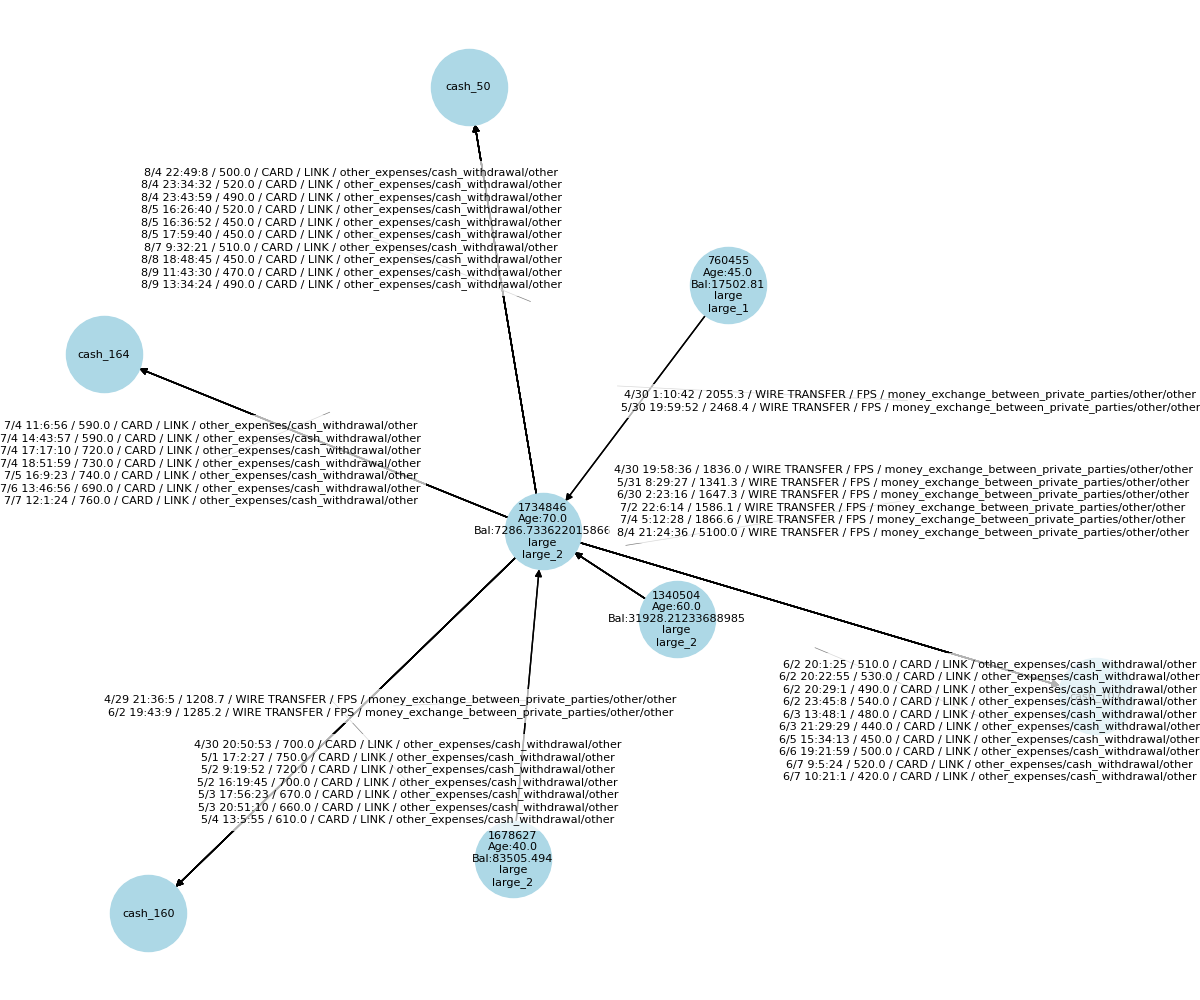 cash_50
8/4 22:49:8 / 500.0 / CARD / LINK / other_expenses/cash_withdrawal/other
8/4 23:34:32 / 520.0 / CARD / LINK / other_expenses/cash_withdrawal/other
8/4 23:43:59 / 490.0 / CARD / LINK / other_expenses/cash_withdrawal/other
8/5 16:26:40 / 520.0 / CARD / LINK / other_expenses/cash_withdrawal/other
8/5 16:36:52 / 450.0 / CARD / LINK / other_expenses/cash_withdrawal/other
8/5 17:59:40 / 450.0 / CARD / LINK / other_expenses/cash_withdrawal/other
8/7 9:32:21 / 510.0 / CARD / LINK / other_expenses/cash_withdrawal/other
8/8 18:48:45 / 450.0 / CARD / LINK / other_expenses/cash_withdrawal/other
8/9 11:43:30 / 470.0 / CARD / LINK / other_expenses/cash_withdrawal/other
8/9 13:34:24 / 490.0 / CARD / LINK / other_expenses/cash_withdrawal/other
760455
Age:45.0
Bal:17502.81
large
large_1
cash_164
4/30 1:10:42 / 2055.3 / WIRE TRANSFER / FPS / money_exchange_between_private_parties/other/other
5/30 19:59:52 / 2468.4 / WIRE TRANSFER / FPS / money_exchange_between_private_parties/other/other
7/4 11:6:56 / 590.0 / CARD / LINK / other_expenses/cash_withdrawal/other
7/4 14:43:57 / 590.0 / CARD / LINK / other_expenses/cash_withdrawal/other
7/4 17:17:10 / 720.0 / CARD / LINK / other_expenses/cash_withdrawal/other
7/4 18:51:59 / 730.0 / CARD / LINK / other_expenses/cash_withdrawal/other
7/5 16:9:23 / 740.0 / CARD / LINK / other_expenses/cash_withdrawal/other
7/6 13:46:56 / 690.0 / CARD / LINK / other_expenses/cash_withdrawal/other
7/7 12:1:24 / 760.0 / CARD / LINK / other_expenses/cash_withdrawal/other
4/30 19:58:36 / 1836.0 / WIRE TRANSFER / FPS / money_exchange_between_private_parties/other/other
5/31 8:29:27 / 1341.3 / WIRE TRANSFER / FPS / money_exchange_between_private_parties/other/other
6/30 2:23:16 / 1647.3 / WIRE TRANSFER / FPS / money_exchange_between_private_parties/other/other
7/2 22:6:14 / 1586.1 / WIRE TRANSFER / FPS / money_exchange_between_private_parties/other/other
7/4 5:12:28 / 1866.6 / WIRE TRANSFER / FPS / money_exchange_between_private_parties/other/other
8/4 21:24:36 / 5100.0 / WIRE TRANSFER / FPS / money_exchange_between_private_parties/other/other
1734846
Age:70.0
Bal:7286.733622015866
large
large_2
1340504
Age:60.0
Bal:31928.21233688985
large
large_2
6/2 20:1:25 / 510.0 / CARD / LINK / other_expenses/cash_withdrawal/other
6/2 20:22:55 / 530.0 / CARD / LINK / other_expenses/cash_withdrawal/other
6/2 20:29:1 / 490.0 / CARD / LINK / other_expenses/cash_withdrawal/other
6/2 23:45:8 / 540.0 / CARD / LINK / other_expenses/cash_withdrawal/other
6/3 13:48:1 / 480.0 / CARD / LINK / other_expenses/cash_withdrawal/other
6/3 21:29:29 / 440.0 / CARD / LINK / other_expenses/cash_withdrawal/other
6/5 15:34:13 / 450.0 / CARD / LINK / other_expenses/cash_withdrawal/other
6/6 19:21:59 / 500.0 / CARD / LINK / other_expenses/cash_withdrawal/other
6/7 9:5:24 / 520.0 / CARD / LINK / other_expenses/cash_withdrawal/other
6/7 10:21:1 / 420.0 / CARD / LINK / other_expenses/cash_withdrawal/other
4/29 21:36:5 / 1208.7 / WIRE TRANSFER / FPS / money_exchange_between_private_parties/other/other
6/2 19:43:9 / 1285.2 / WIRE TRANSFER / FPS / money_exchange_between_private_parties/other/other
4/30 20:50:53 / 700.0 / CARD / LINK / other_expenses/cash_withdrawal/other
5/1 17:2:27 / 750.0 / CARD / LINK / other_expenses/cash_withdrawal/other
5/2 9:19:52 / 720.0 / CARD / LINK / other_expenses/cash_withdrawal/other
5/2 16:19:45 / 700.0 / CARD / LINK / other_expenses/cash_withdrawal/other
5/3 17:56:23 / 670.0 / CARD / LINK / other_expenses/cash_withdrawal/other
5/3 20:51:10 / 660.0 / CARD / LINK / other_expenses/cash_withdrawal/other
5/4 13:5:55 / 610.0 / CARD / LINK / other_expenses/cash_withdrawal/other
1678627
Age:40.0
Bal:83505.494
large
large_2
cash_160